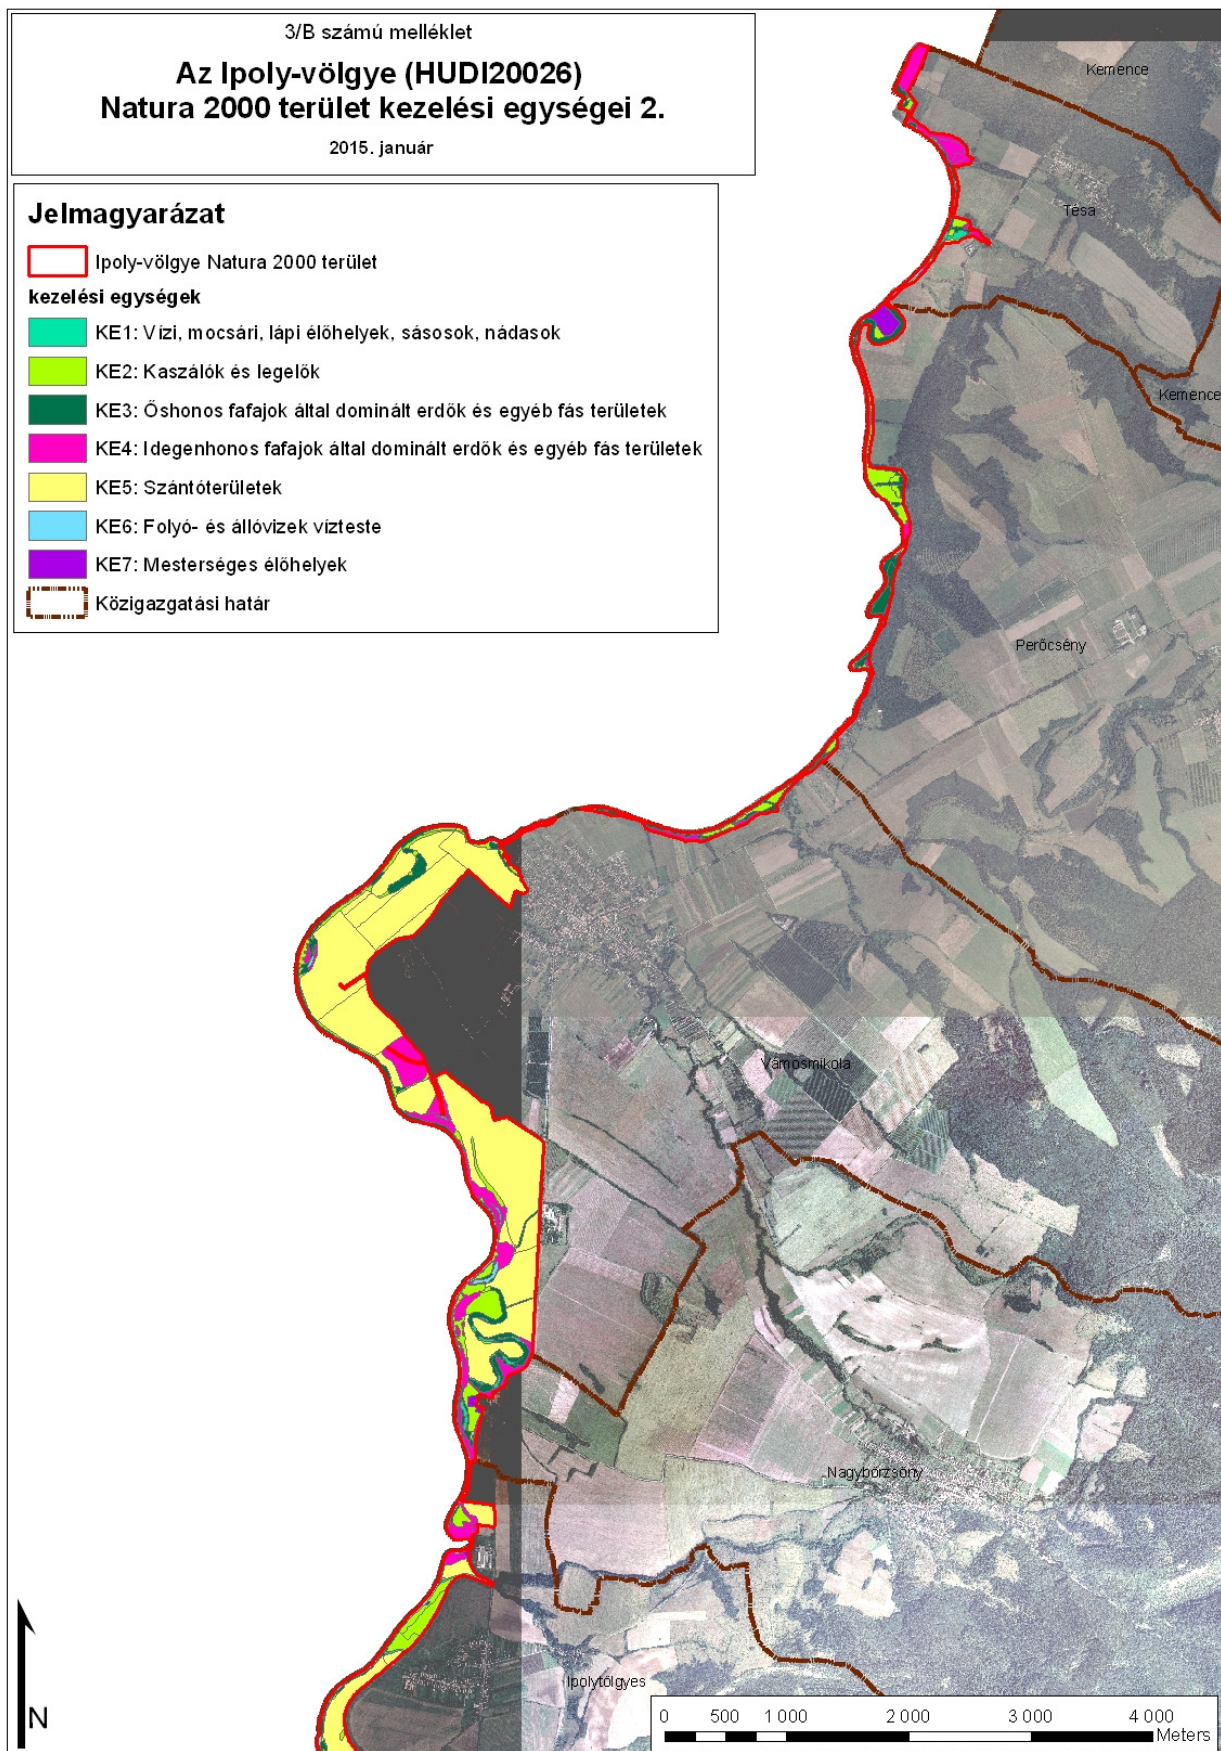 3/B számú melléklet
Az Ipoly-völgye (HUDI20026)
Natura 2000 terület kezelési egységei 2.
2015. január
Jelmagyarázat
Ipoly-völgye Natura 2000 terület
kezelési egységek
KE1: Vízi, mocsári, lápi élőhelyek, sásosok, nádasok
KE2: Kaszálók és legelők
KE3: Őshonos fafajok által dominált erdők és egyéb fás területek
KE4: Idegenhonos fafajok által dominált erdők és egyéb fás területek
KE5: Szántóterületek
KE6: Folyó- és állóvizek vízteste
KE7: Mesterséges élőhelyek
Közigazgatási határ
Kemence
Tésa
Kemence
Perőcsény
Vámosmikola
Nagybörzsöny
Ipolytölgyes
N
0 500 1 000 2 000 3 000 4 000
Meters